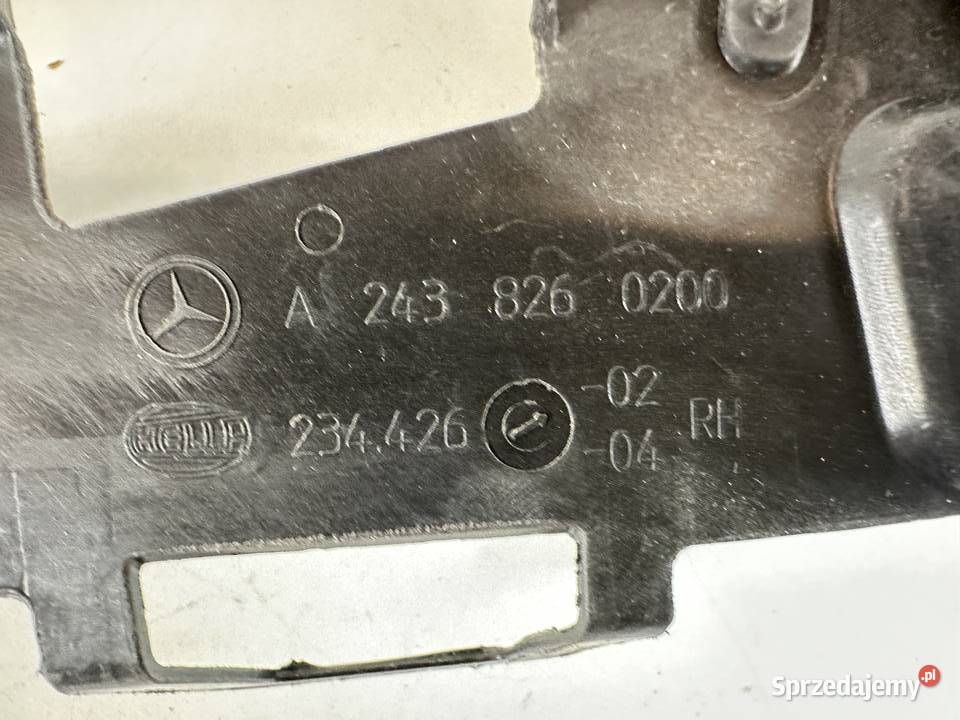 A 243 826 0200
HELLA 234.426 -02 RH
-04
Sprzedajemy.pl